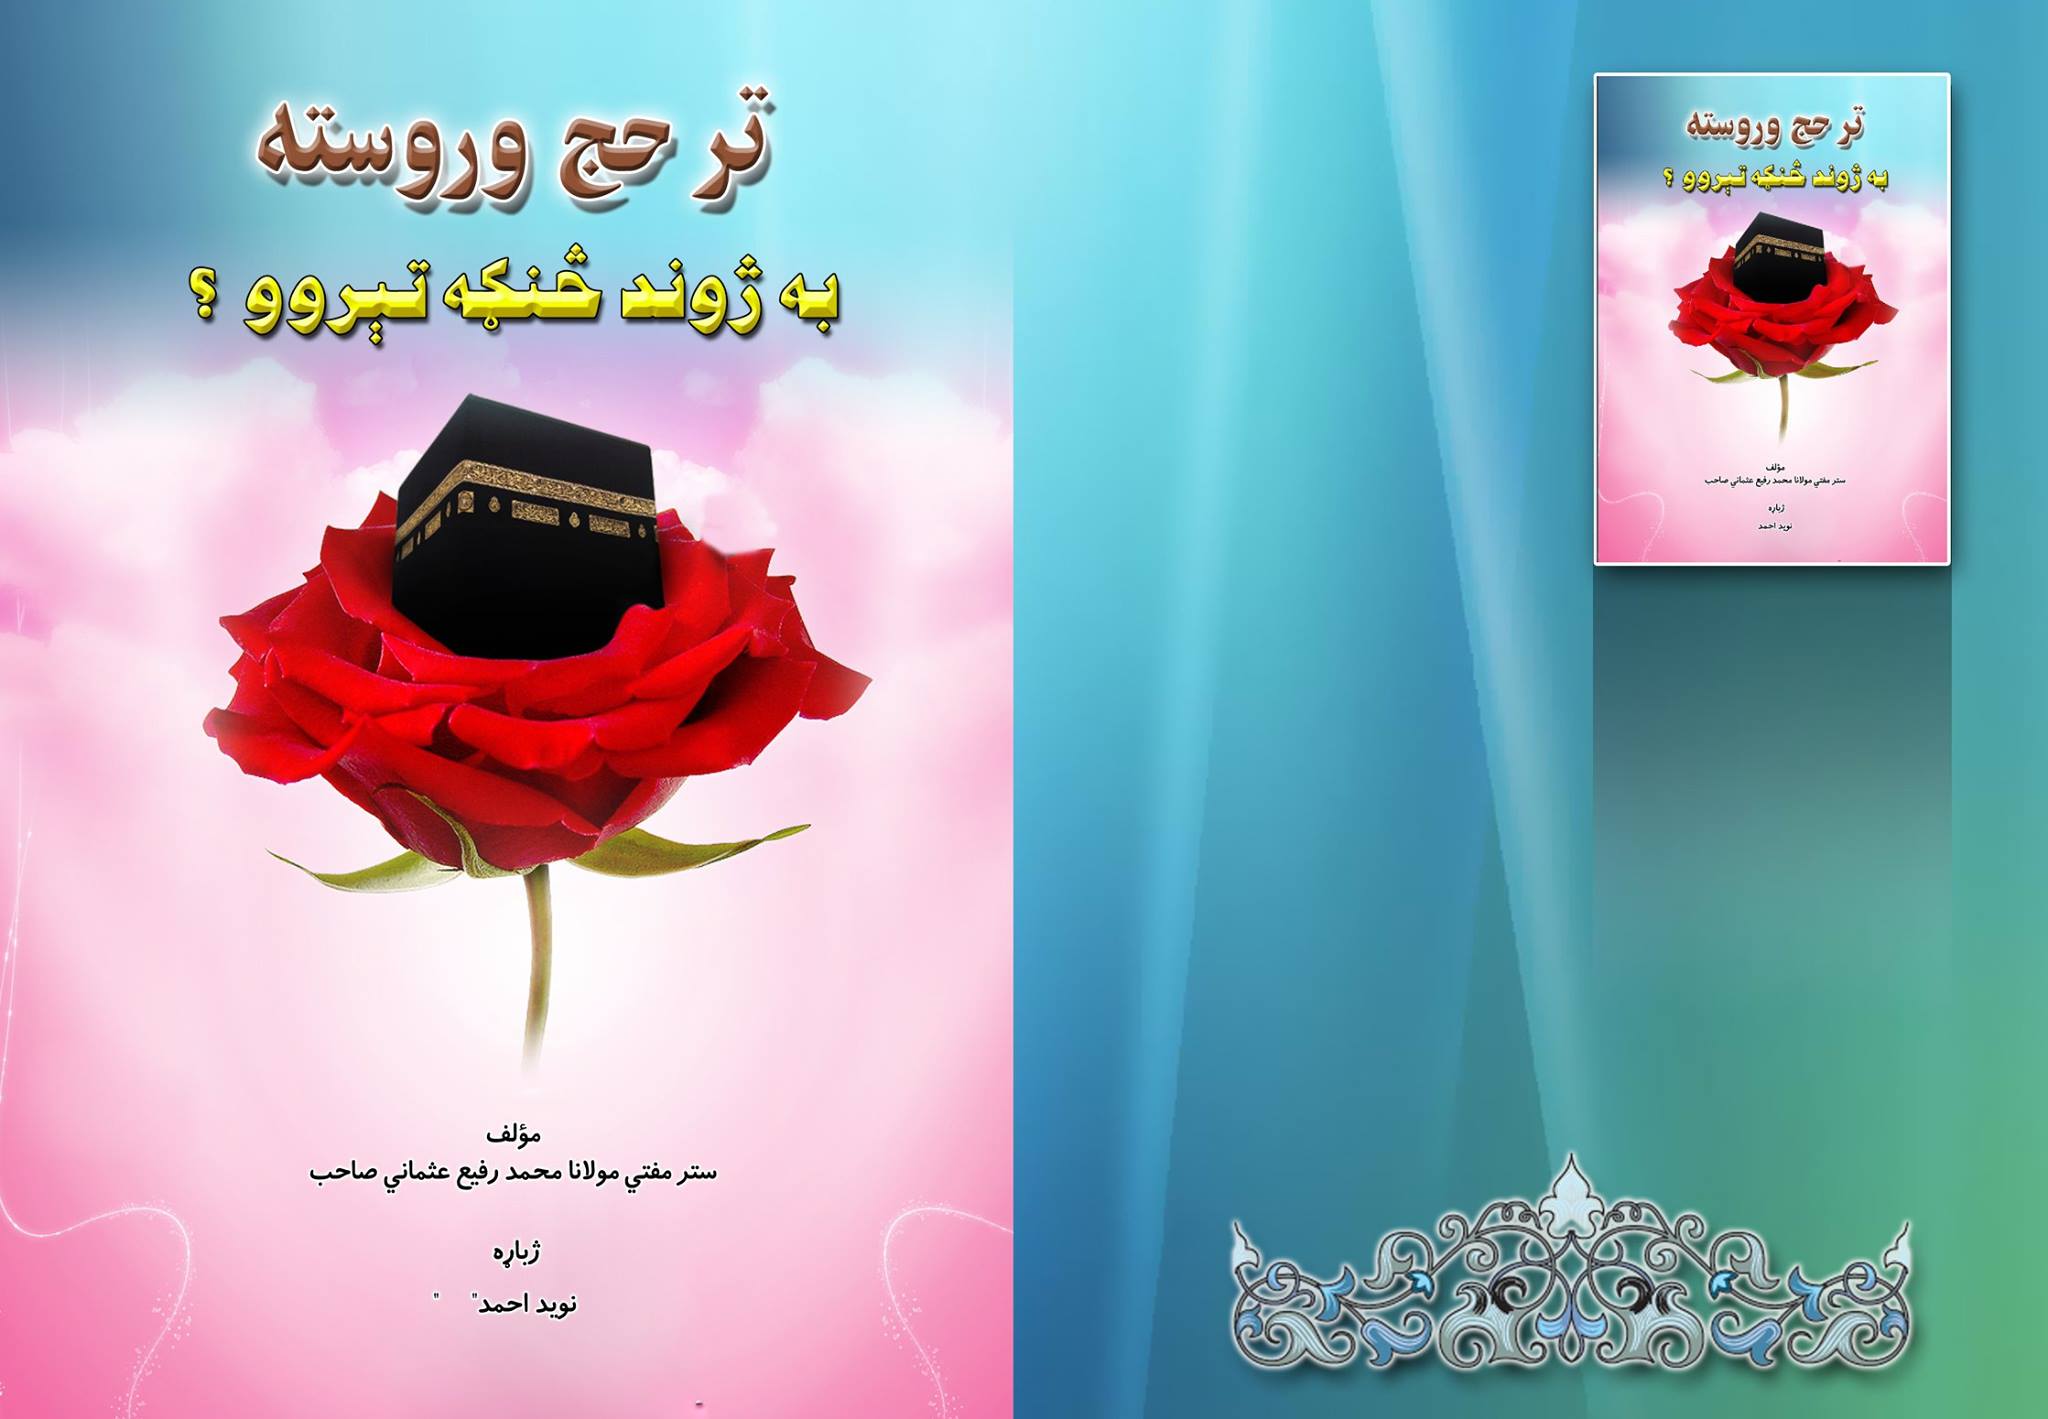 تر حج وروسته
به ژوند څنګه تېروو ؟
مؤلف
ستر مفتي مولانا محمد رفيع عثماني صاحب
ژباړه
نوید احمد" "
تر حج وروسته
به ژوند څنګه تېروو ؟
مؤلف
ستر مفتي مولانا محمد رفيع عثماني صاحب
ژباړه
نوید احمد